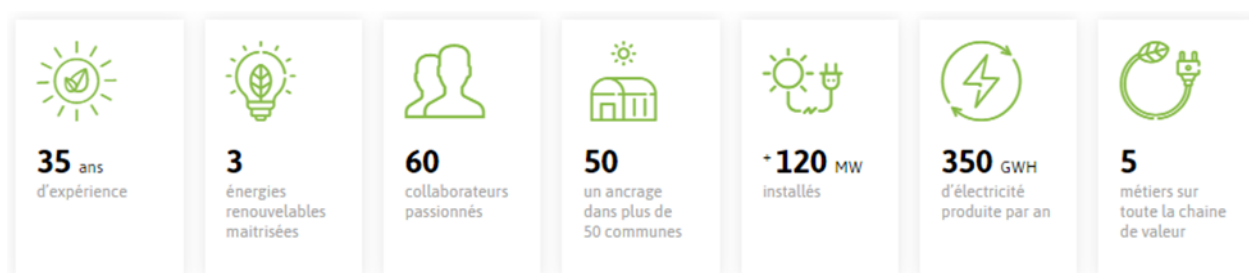 35 ans
d'expérience
3
énergies
renouvelables
maitrisées
60
collaborateurs
passionnés
50
un ancrage
dans plus de
50 communes
+120 MW
installés
350 GWH
d'électricité
produite par an
5
métiers sur
toute la chaine
de valeur